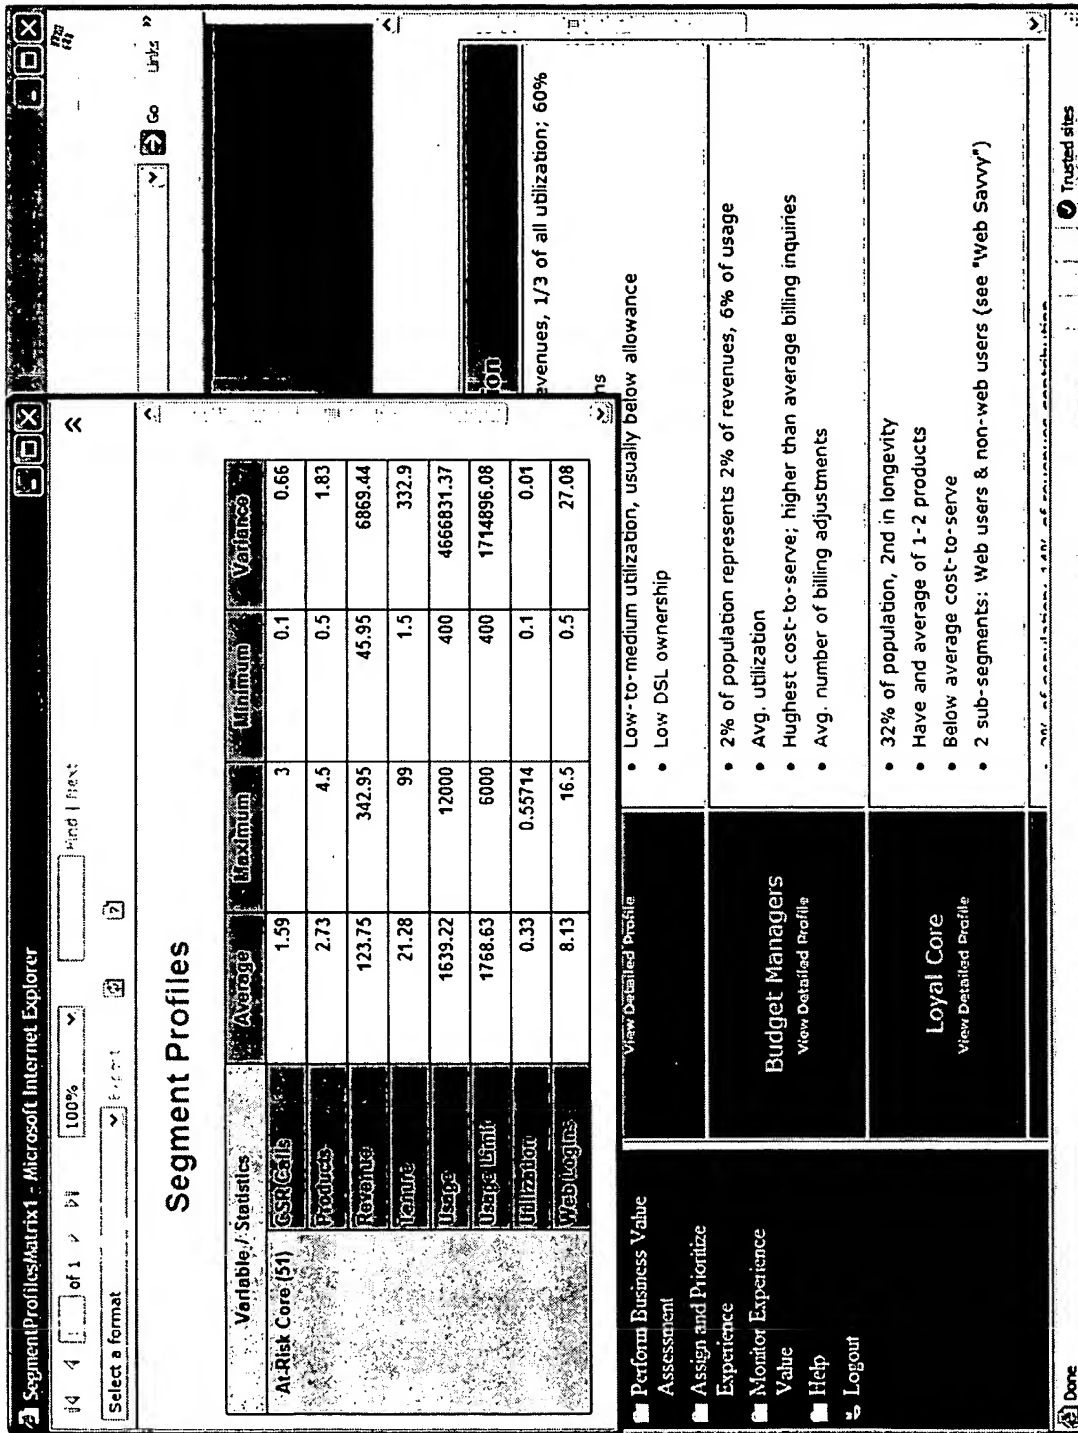 SegmentProfilesMatrix1 - Microsoft Internet Explorer
of 1
100%
Find | Next
Select a format
Export
Go
Links
Segment Profiles
Variable / Statistics
Average
Maximum
Minimum
Variance
At-Risk Core (51)
CSR Calls
1.59
3
0.1
0.66
Products
2.73
4.5
0.5
1.83
Revenue
123.75
342.95
45.95
6869.44
Tenure
21.28
99
1.5
332.9
Usage
1639.22
12000
400
4666831.37
Usage Limit
1768.63
6000
400
1714896.08
Utilization
0.33
0.55714
0.1
0.01
Web Logins
8.13
16.5
0.5
27.08
on
evenues, 1/3 of all utilization; 60%
ns
Perform Business Value
Assessment
Assign and Prioritize
Experience
Monitor Experience
Value
Help
Logout
View Detailed Profile
• Low-to-medium utilization, usually below allowance
• Low DSL ownership
Budget Managers
View Detailed Profile
• 2% of population represents 2% of revenues, 6% of usage
• Avg. utilization
• Hughest cost-to-serve; higher than average billing inquiries
• Avg. number of billing adjustments
Loyal Core
View Detailed Profile
• 32% of population, 2nd in longevity
• Have and average of 1-2 products
• Below average cost-to-serve
• 2 sub-segments: Web users & non-web users (see "Web Savvy")
Done
Trusted sites